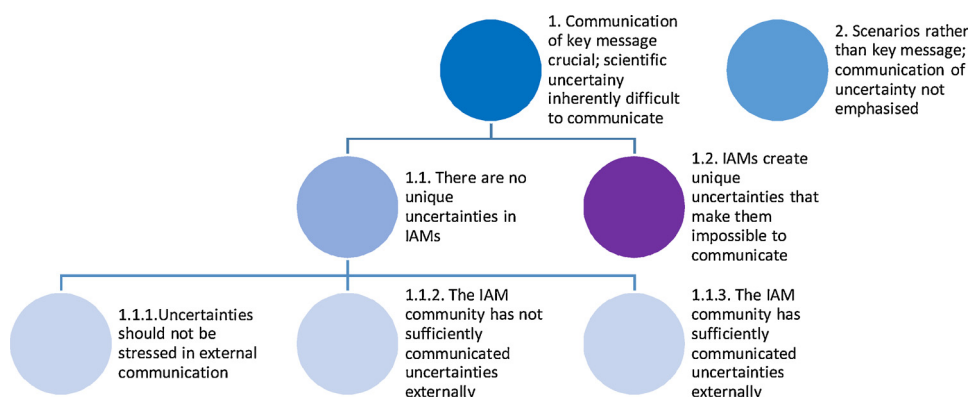 1. Communication
of key message
crucial; scientific
uncertainy
inherently difficult
to communicate
2. Scenarios rather
than key message;
communication of
uncertainty not
emphasised
1.1. There are no
unique
uncertainties in
IAMs
1.2. IAMs create
unique
uncertainties that
make them
impossible to
communicate
1.1.1.Uncertainties
should not be
stressed in external
communication
1.1.2. The IAM
community has not
sufficiently
communicated
uncertainties
externally
1.1.3. The IAM
community has
sufficiently
communicated
uncertainties
externally